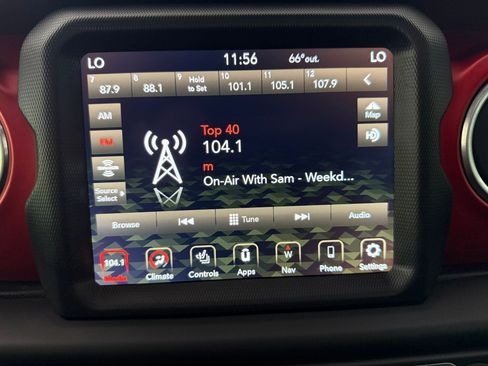 LO
11:56
66° out.
LO
7
87.9
8
88.1
9
Hold
to Set
10
101.1
11
105.1
12
107.9
AM
FM
Source
Select
Top 40
104.1
m
On-Air With Sam - Weekd...
Map
HD
Browse
Tune
Audio
104.1
Media
Climate
Controls
Apps
W
Nav
Phone
Settings